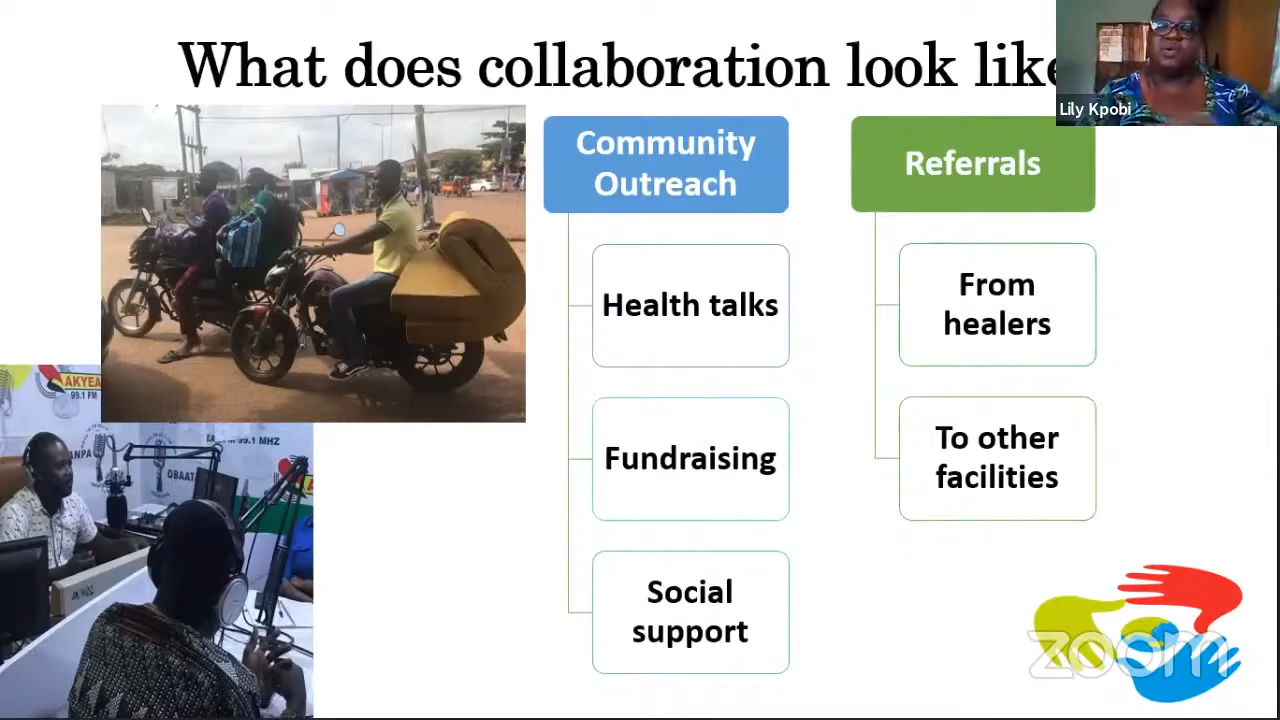 What does collaboration look like
Lily Kpobi
Community
Outreach
Referrals
Health talks
From
healers
Fundraising
To other
facilities
Social
support
AKYEA
99.1 FM
99.1 MHZ
OBAAT
zoom